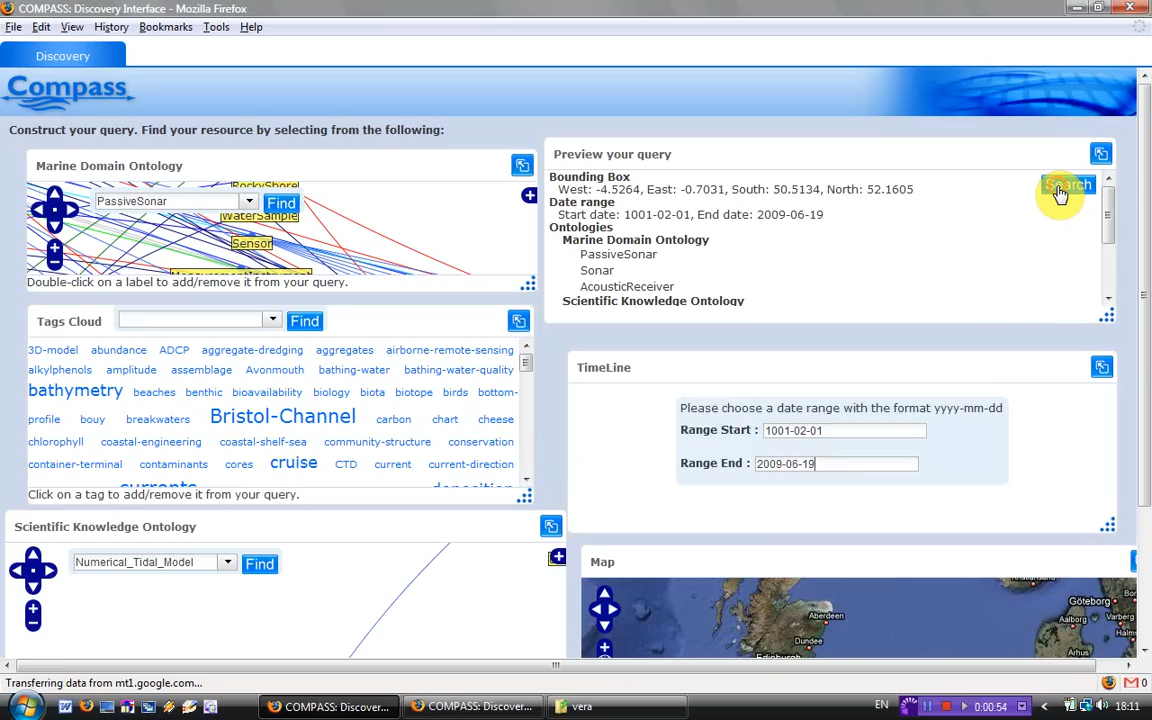 COMPASS: Discovery Interface - Mozilla Firefox
File Edit View History Bookmarks Tools Help
Discovery
Compass
Construct your query. Find your resource by selecting from the following:
Marine Domain Ontology
RockyShore
PassiveSonar Find
WaterSample
Sensor
MeasurementInstrument
Double-click on a label to add/remove it from your query.
Preview your query
Search
Bounding Box
West: -4.5264, East: -0.7031, South: 50.5134, North: 52.1605
Date range
Start date: 1001-02-01, End date: 2009-06-19
Ontologies
Marine Domain Ontology
PassiveSonar
Sonar
AcousticReceiver
Scientific Knowledge Ontology
Tags Cloud Find
3D-model abundance ADCP aggregate-dredging aggregates airborne-remote-sensing
alkylphenols amplitude assemblage Avonmouth bathing-water bathing-water-quality
bathymetry beaches benthic bioavailability biology biota biotope birds bottom-
profile bouy breakwaters Bristol-Channel carbon chart cheese
chlorophyll coastal-engineering coastal-shelf-sea community-structure conservation
container-terminal contaminants cores cruise CTD current current-direction
currents deposition
Click on a tag to add/remove it from your query.
TimeLine
Please choose a date range with the format yyyy-mm-dd
Range Start : 1001-02-01
Range End : 2009-06-19
Scientific Knowledge Ontology
Numerical_Tidal_Model Find
Map
Aberdeen
Dundee
Edinburgh
Göteborg
Aalborg
Århus
Transferring data from mt1.google.com...
0
COMPASS: Discover... COMPASS: Discover... vera
EN 0:00:54 18:11